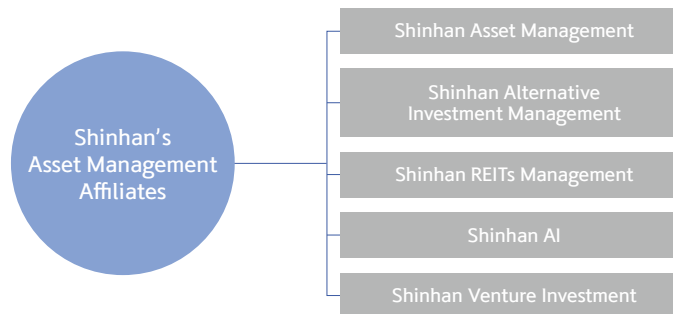 Shinhan's
Asset Management
Affiliates
Shinhan Asset Management
Shinhan Alternative
Investment Management
Shinhan REITs Management
Shinhan AI
Shinhan Venture Investment